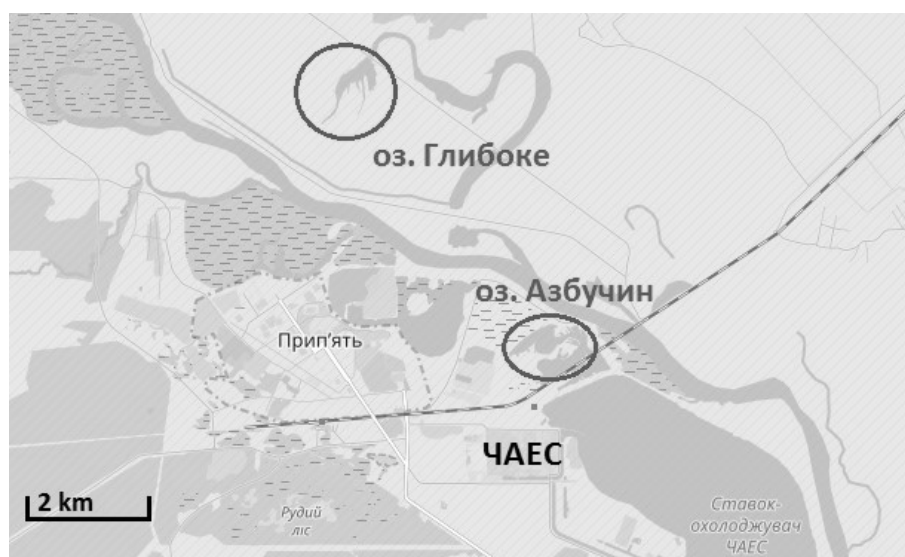 оз. Глибоке
оз. Азбучин
Прип’ять
ЧАЕС
2 km
Рудий
ліс
Ставок-
охолоджувач
ЧАЕС